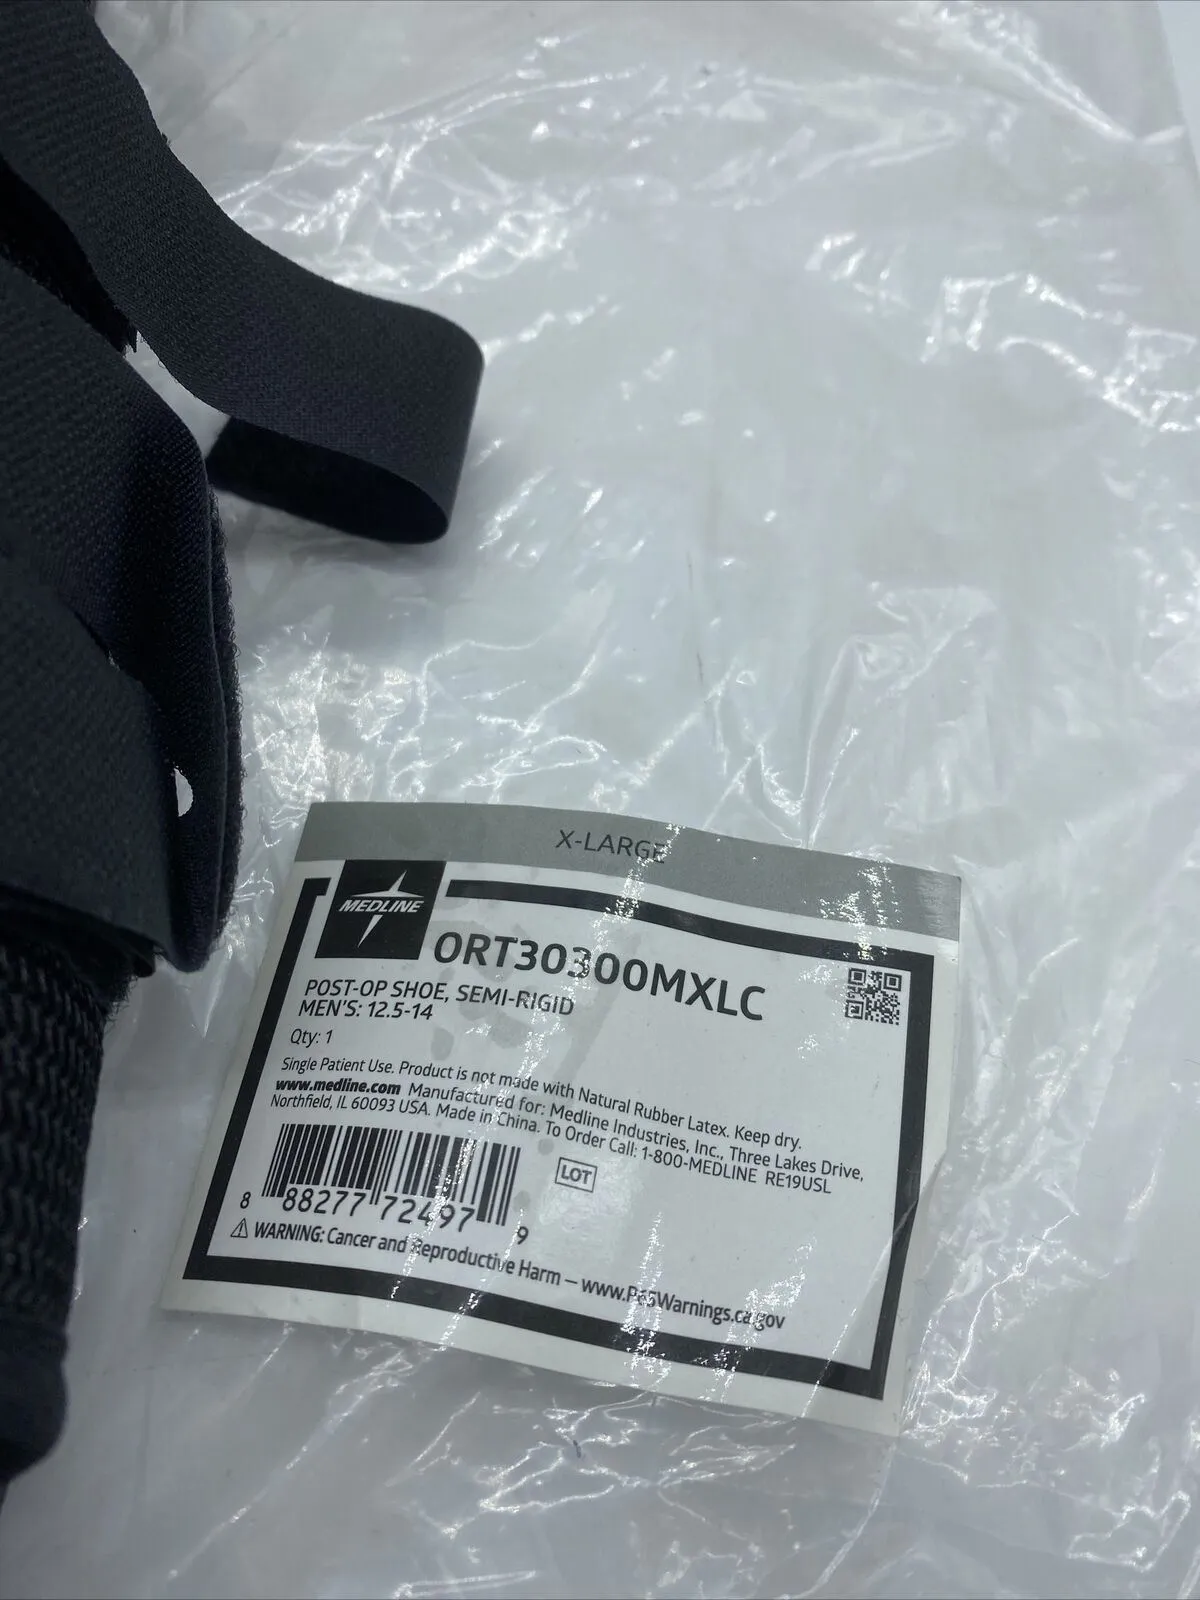 X-LARGE
MEDLINE
ORT30300MXLC
POST-OP SHOE, SEMI-RIGID
MEN'S: 12.5-14
Qty: 1
Single Patient Use. Product is not made with Natural Rubber Latex. Keep dry.
www.medline.com Manufactured for: Medline Industries, Inc., Three Lakes Drive,
Northfield, IL 60093 USA. Made in China. To Order Call: 1-800-MEDLINE RE19USL
LOT
8 88277 72497 9
⚠ WARNING: Cancer and Reproductive Harm – www.P65Warnings.ca.gov